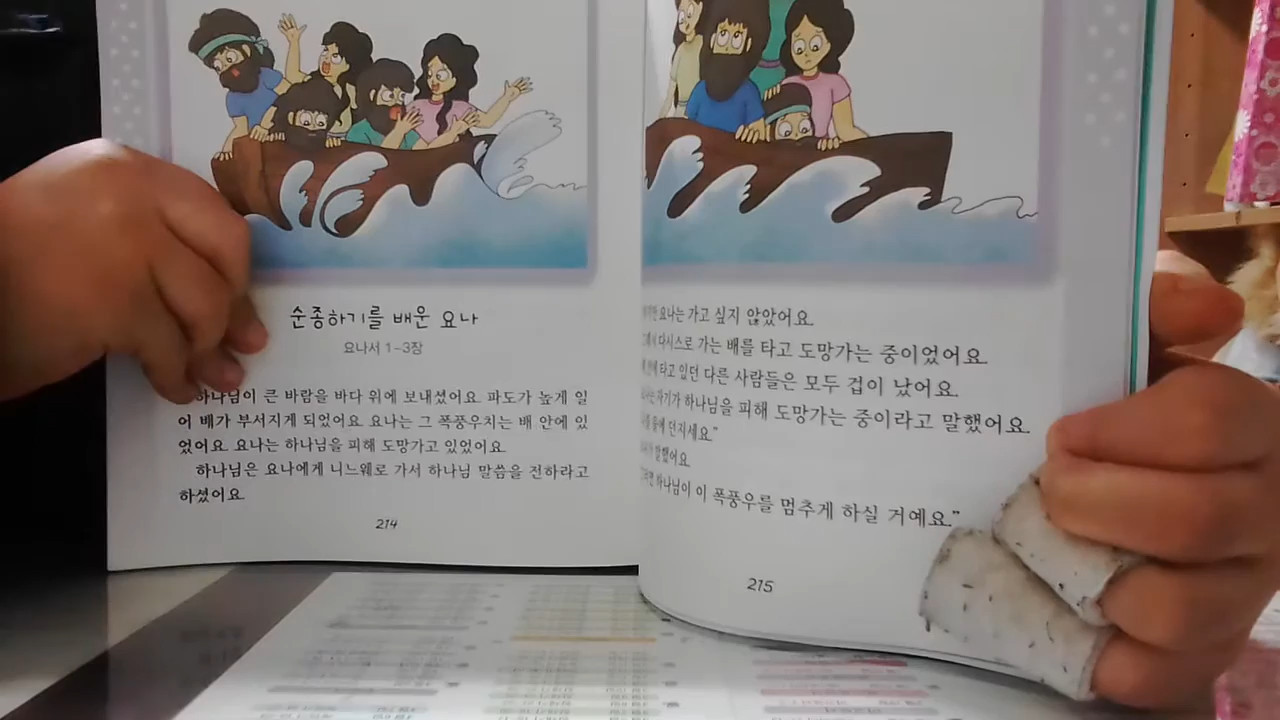 순종하기를 배운 요나
요나서 1-3장
하나님이 큰 바람을 바다 위에 보내셨어요. 파도가 높게 일
어 배가 부서지게 되었어요. 요나는 그 폭풍우치는 배 안에 있
었어요. 요나는 하나님을 피해 도망가고 있었어요.
하나님은 요나에게 니느웨로 가서 하나님 말씀을 전하라고
하셨어요.
214
요나는 가고 싶지 않았어요.
다시스로 가는 배를 타고 도망가는 중이었어요.
타고 있던 다른 사람들은 모두 겁이 났어요.
자기가 하나님을 피해 도망가는 중이라고 말했어요.
던지세요."
말했어요.
하나님이 이 폭풍우를 멈추게 하실 거예요."
215